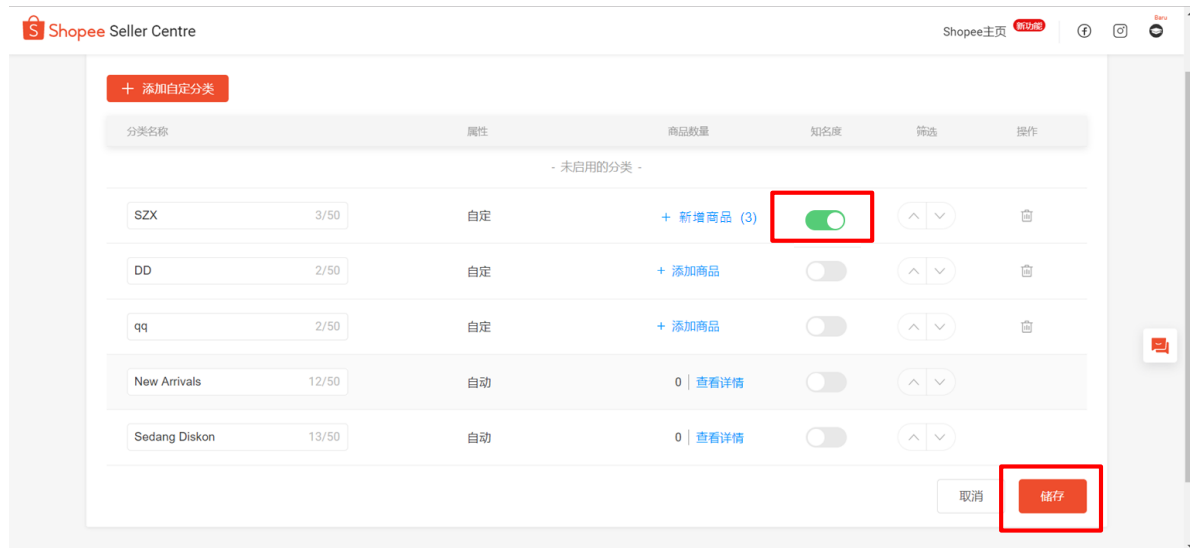 Shopee Seller Centre
Shopee主页 新功能
Baru
+ 添加自定分类
分类名称 属性 商品数量 知名度 筛选 操作
- 未启用的分类 -
SZX 3/50 自定 + 新增商品 (3)
DD 2/50 自定 + 添加商品
qq 2/50 自定 + 添加商品
New Arrivals 12/50 自动 0 查看详情
Sedang Diskon 13/50 自动 0 查看详情
取消 储存